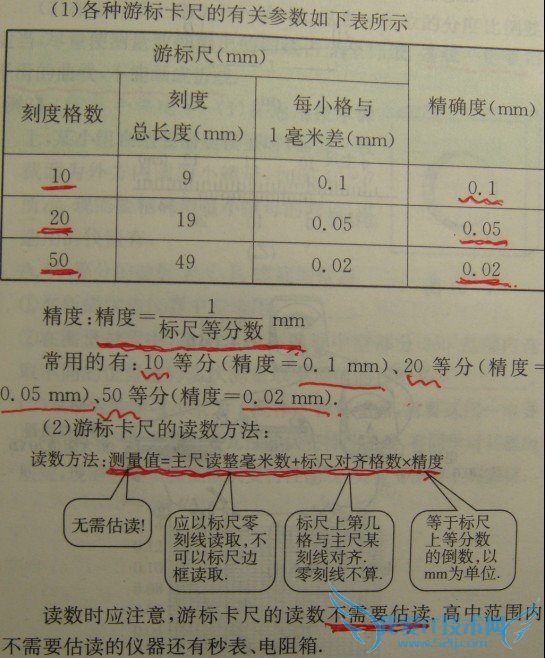 (1)各种游标卡尺的有关参数如下表所示
游标尺(mm)
精确度(mm)
刻度格数
刻度
总长度(mm)
每小格与
1毫米差(mm)
10 9 0.1 0.1
20 19 0.05 0.05
50 49 0.02 0.02
精度:精度=1/标尺等分数 mm
常用的有:10等分(精度=0.1 mm)、20等分(精度=
0.05 mm)、50等分(精度=0.02 mm).
(2)游标卡尺的读数方法:
读数方法:测量值=主尺读整毫米数+标尺对齐格数×精度
无需估读!
应以标尺零
刻线读取,不
可以标尺边
框读取.
标尺上第几
格与主尺某
刻线对齐.
零刻线不算.
等于标尺
上等分数
的倒数,以
mm为单位.
读数时应注意,游标卡尺的读数不需要估读.高中范围内
不需要估读的仪器还有秒表、电阻箱.